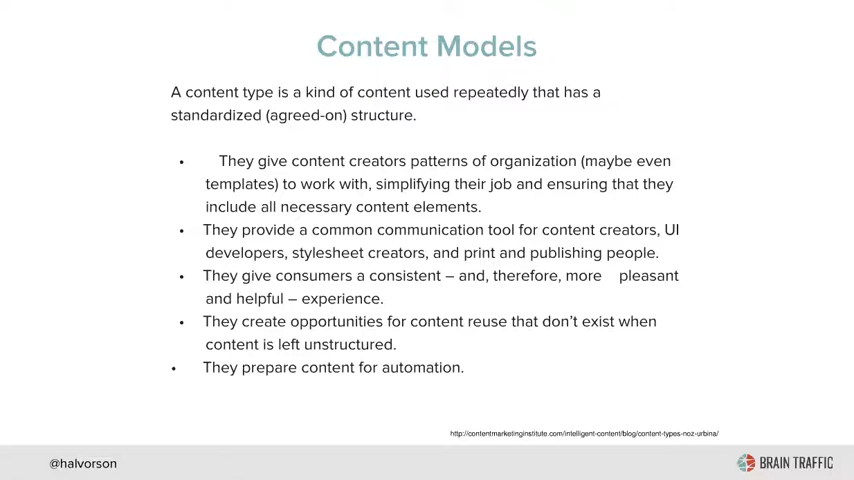 Content Models
A content type is a kind of content used repeatedly that has a
standardized (agreed-on) structure.
• They give content creators patterns of organization (maybe even
templates) to work with, simplifying their job and ensuring that they
include all necessary content elements.
• They provide a common communication tool for content creators, UI
developers, stylesheet creators, and print and publishing people.
• They give consumers a consistent – and, therefore, more pleasant
and helpful – experience.
• They create opportunities for content reuse that don’t exist when
content is left unstructured.
• They prepare content for automation.
http://contentmarketinginstitute.com/intelligent-content/blog/content-types-noz-urbina/
@halvorson
BRAIN TRAFFIC